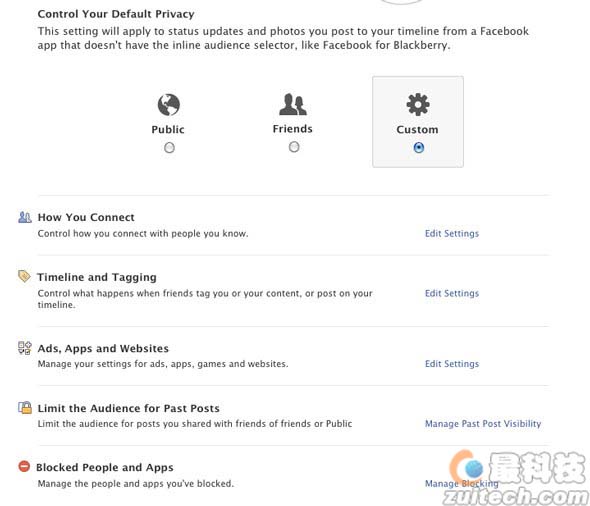 Control Your Default Privacy
This setting will apply to status updates and photos you post to your timeline from a Facebook
app that doesn't have the inline audience selector, like Facebook for Blackberry.
Public
Friends
Custom
How You Connect
Control how you connect with people you know.
Edit Settings
Timeline and Tagging
Control what happens when friends tag you or your content, or post on your
timeline.
Edit Settings
Ads, Apps and Websites
Manage your settings for ads, apps, games and websites.
Edit Settings
Limit the Audience for Past Posts
Limit the audience for posts you shared with friends of friends or Public
Manage Past Post Visibility
Blocked People and Apps
Manage the people and apps you've blocked.
Manage Blocking
最科技
zuitech.com